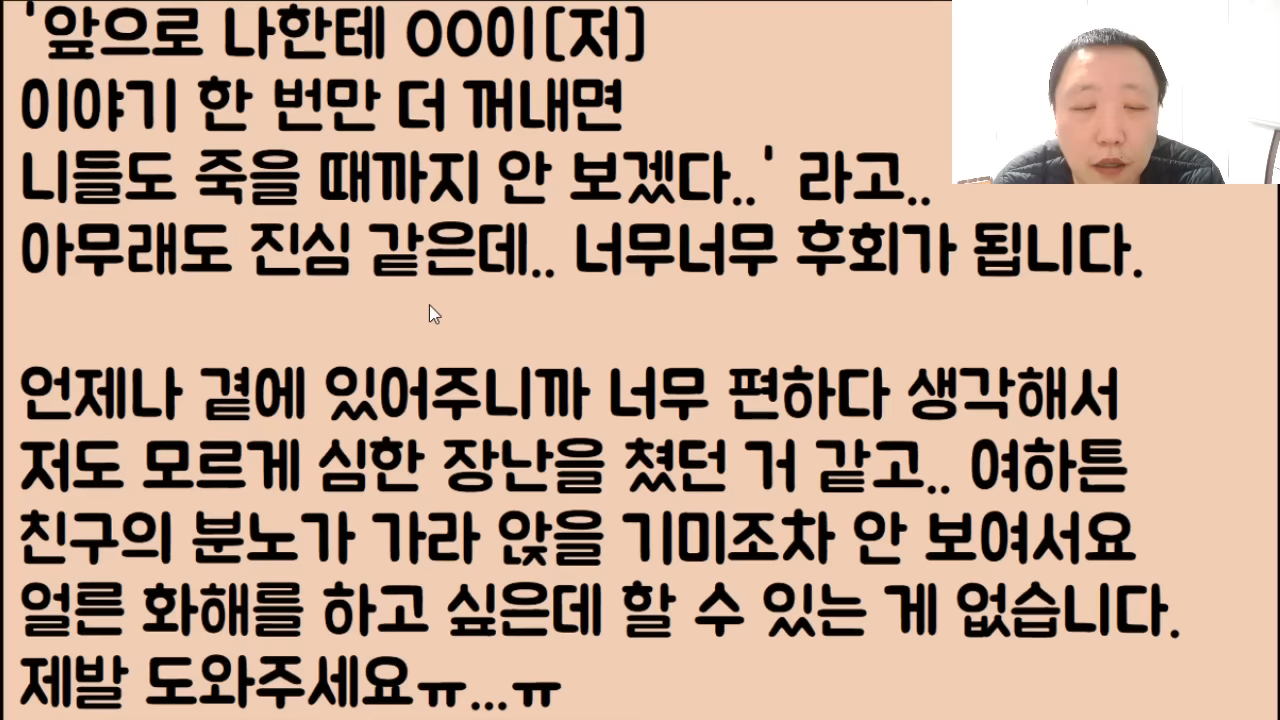 '앞으로 나한테 OO이[저]
이야기 한 번만 더 꺼내면
니들도 죽을 때까지 안 보겠다..' 라고..
아무래도 진심 같은데.. 너무너무 후회가 됩니다.
언제나 곁에 있어주니까 너무 편하다 생각해서
저도 모르게 심한 장난을 쳤던 거 같고.. 여하튼
친구의 분노가 가라 앉을 기미조차 안 보여서요
얼른 화해를 하고 싶은데 할 수 있는 게 없습니다.
제발 도와주세요ㅠ...ㅠ